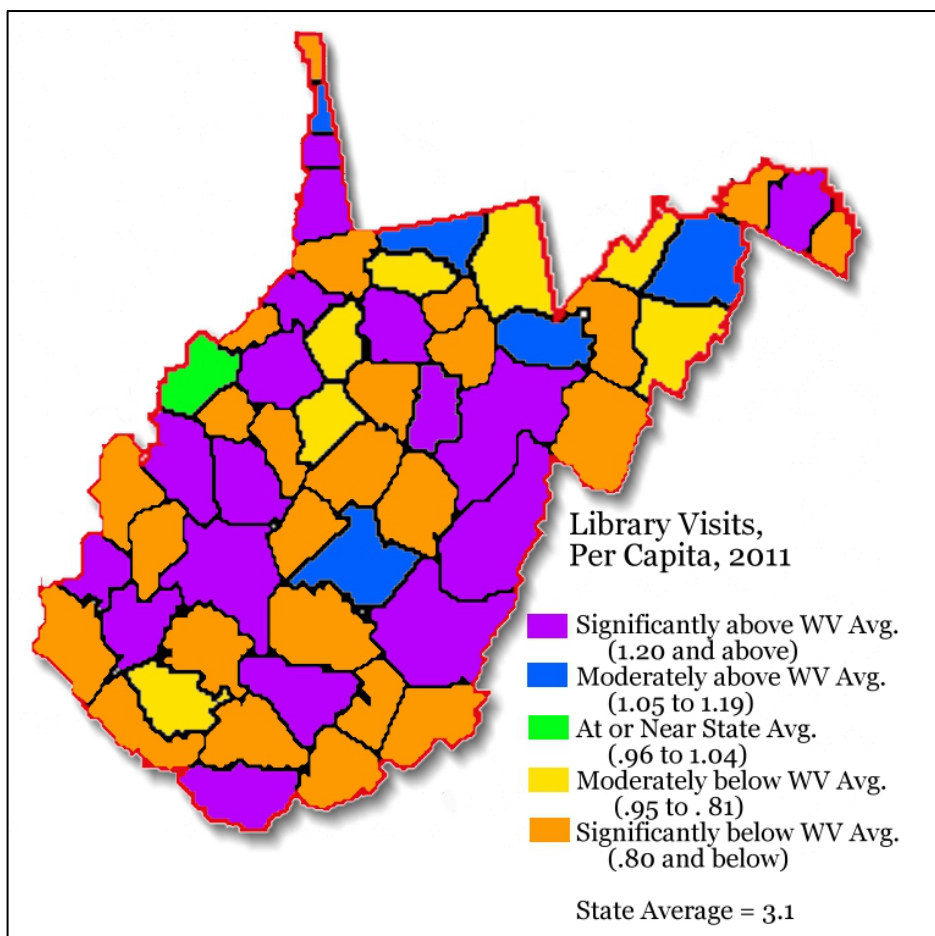 Library Visits,
Per Capita, 2011
Significantly above WV Avg.
(1.20 and above)
Moderately above WV Avg.
(1.05 to 1.19)
At or Near State Avg.
(.96 to 1.04)
Moderately below WV Avg.
(.95 to . 81)
Significantly below WV Avg.
(.80 and below)
State Average = 3.1